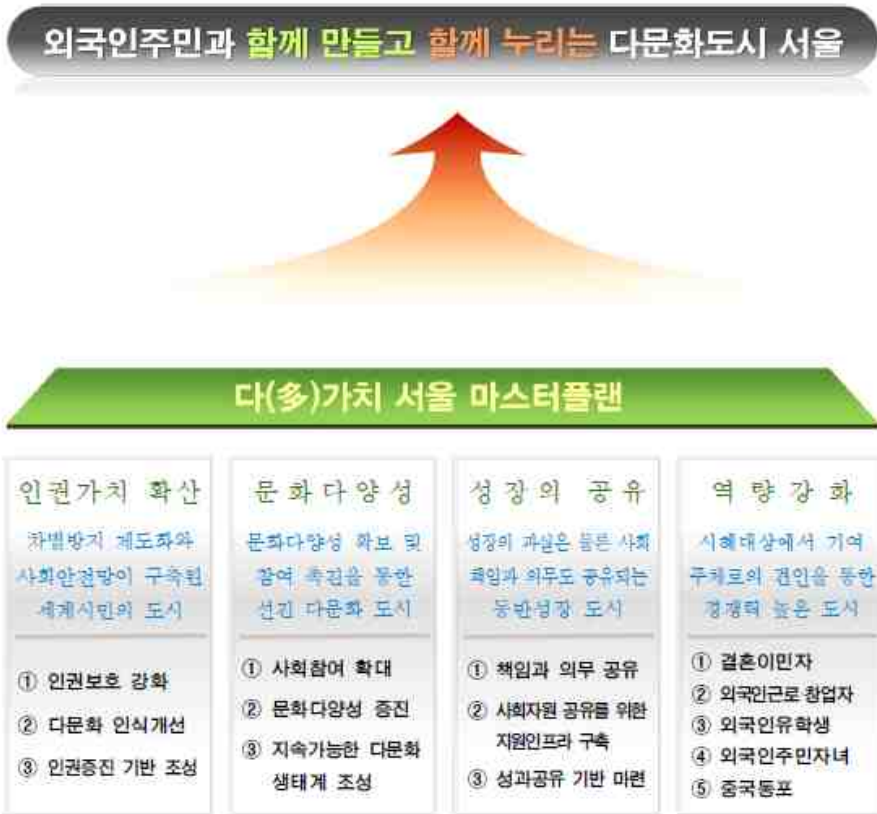 외국인주민과 함께 만들고 함께 누리는 다문화도시 서울
다(多)가치 서울 마스터플랜
인권가치 확산
차별방지 제도화와
사회안전망이 구축된
세계시민의 도시
① 인권보호 강화
② 다문화 인식개선
③ 인권증진 기반 조성
문화다양성
문화다양성 확보 및
참여 촉진을 통한
선진 다문화 도시
① 사회참여 확대
② 문화다양성 증진
③ 지속가능한 다문화
생태계 조성
성장의 공유
성장의 과실은 물론 사회
책임과 의무도 공유되는
동반성장 도시
① 책임과 의무 공유
② 사회자원 공유를 위한
지원인프라 구축
③ 성과공유 기반 마련
역량강화
시혜대상에서 기여
주체로의 견인을 통한
경쟁력 높은 도시
① 결혼이민자
② 외국인근로 창업자
③ 외국인유학생
④ 외국인주민자녀
⑤ 중국동포